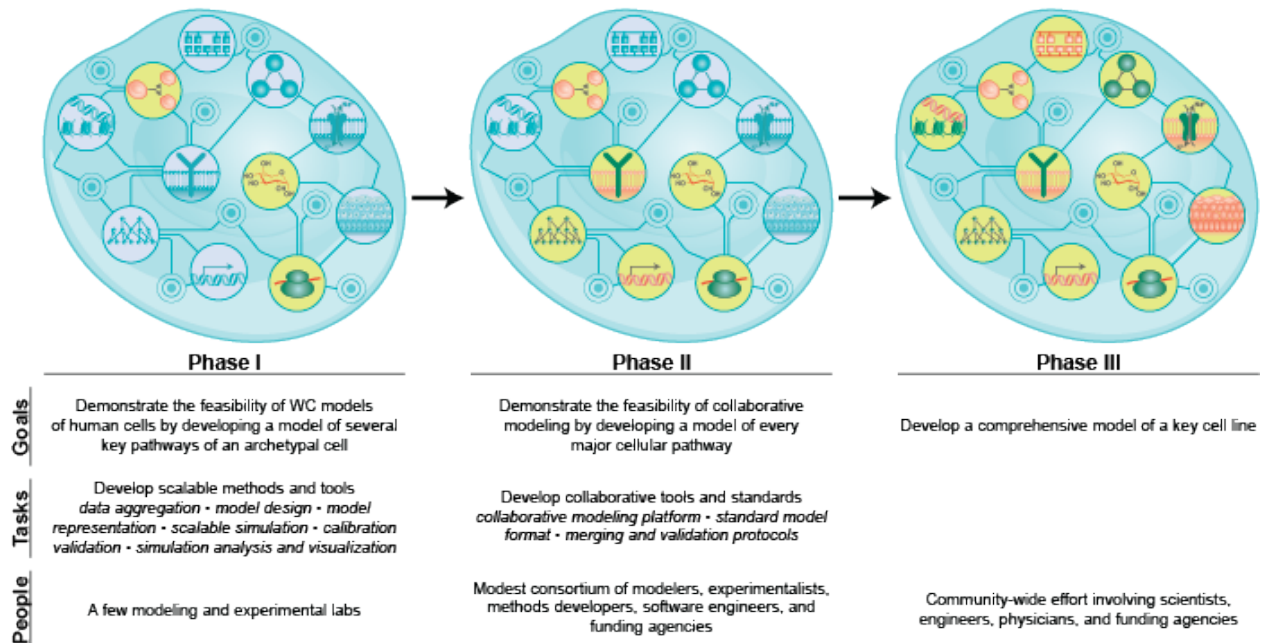 Phase I
Phase II
Phase III
Goals
Demonstrate the feasibility of WC models
of human cells by developing a model of several
key pathways of an archetypal cell
Demonstrate the feasibility of collaborative
modeling by developing a model of every
major cellular pathway
Develop a comprehensive model of a key cell line
Tasks
Develop scalable methods and tools
data aggregation • model design • model
representation • scalable simulation • calibration
validation • simulation analysis and visualization
Develop collaborative tools and standards
collaborative modeling platform • standard model
format • merging and validation protocols
People
A few modeling and experimental labs
Modest consortium of modelers, experimentalists,
methods developers, software engineers, and
funding agencies
Community-wide effort involving scientists,
engineers, physicians, and funding agencies